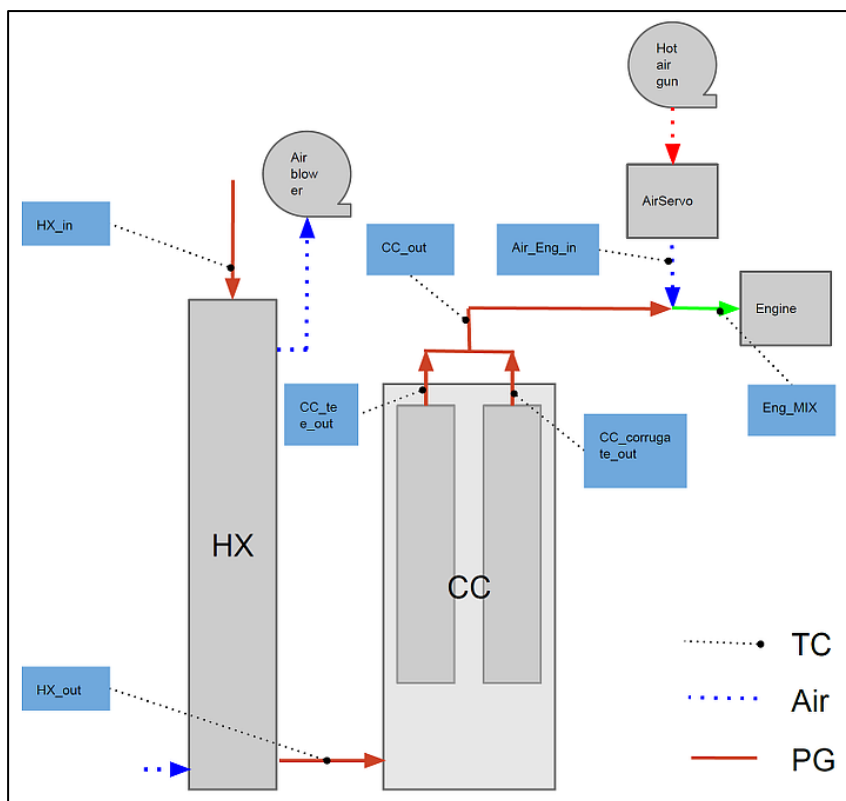 Hot
air
gun
Air
blow
er
AirServo
HX_in
CC_out
Air_Eng_in
Engine
CC_te
e_out
CC_corruga
te_out
Eng_MIX
HX
CC
HX_out
TC
Air
PG